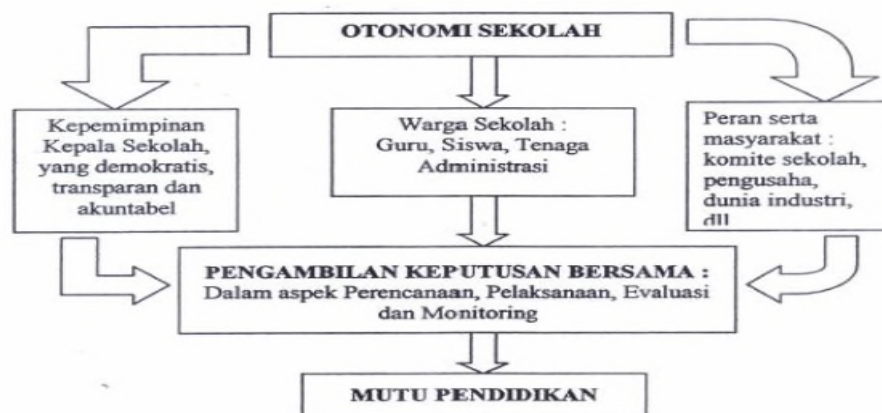 OTONOMI SEKOLAH
Kepemimpinan
Kepala Sekolah,
yang demokratis,
transparan dan
akuntabel
Warga Sekolah :
Guru, Siswa, Tenaga
Administrasi
Peran serta
masyarakat :
komite sekolah,
pengusaha,
dunia industri,
dll
PENGAMBILAN KEPUTUSAN BERSAMA :
Dalam aspek Perencanaan, Pelaksanaan, Evaluasi
dan Monitoring
MUTU PENDIDIKAN